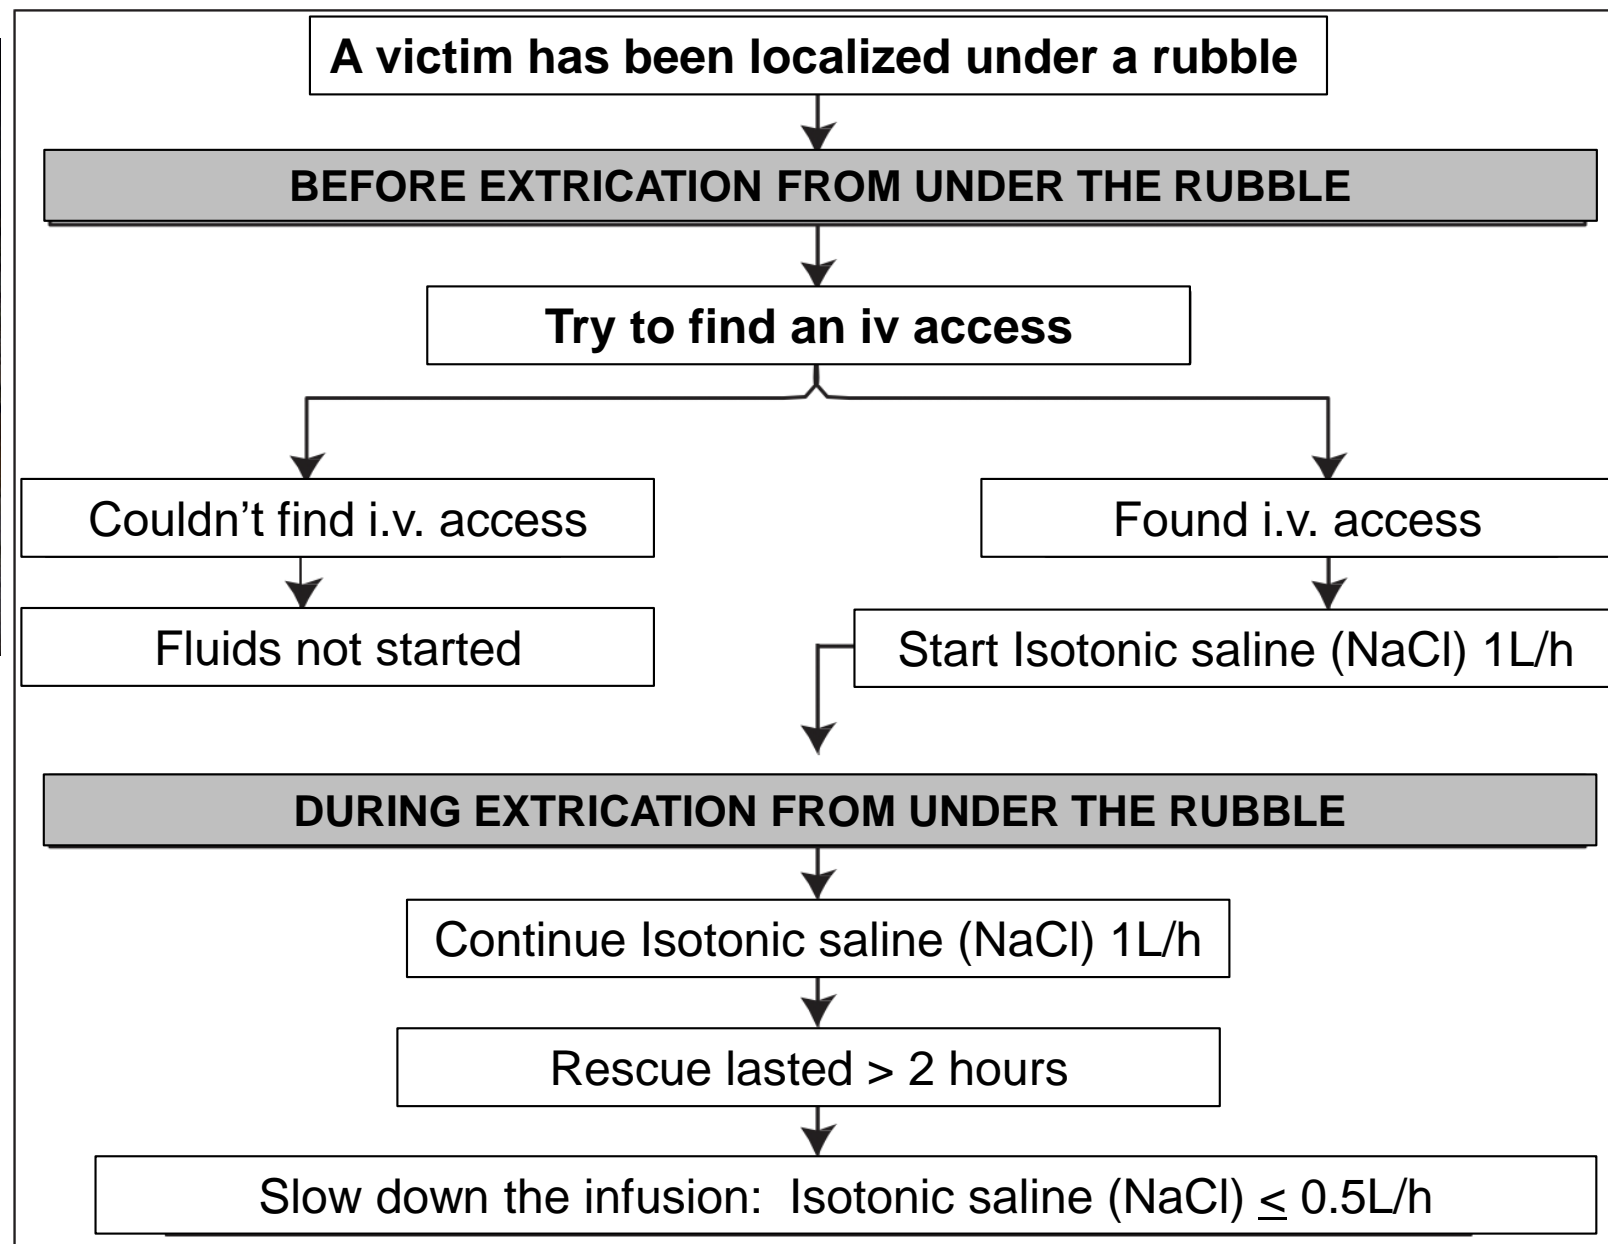 A victim has been localized under a rubble
BEFORE EXTRICATION FROM UNDER THE RUBBLE
Try to find an iv access
Couldn't find i.v. access
Found i.v. access
Fluids not started
Start Isotonic saline (NaCl) 1L/h
DURING EXTRICATION FROM UNDER THE RUBBLE
Continue Isotonic saline (NaCl) 1L/h
Rescue lasted > 2 hours
Slow down the infusion: Isotonic saline (NaCl) ≤ 0.5L/h